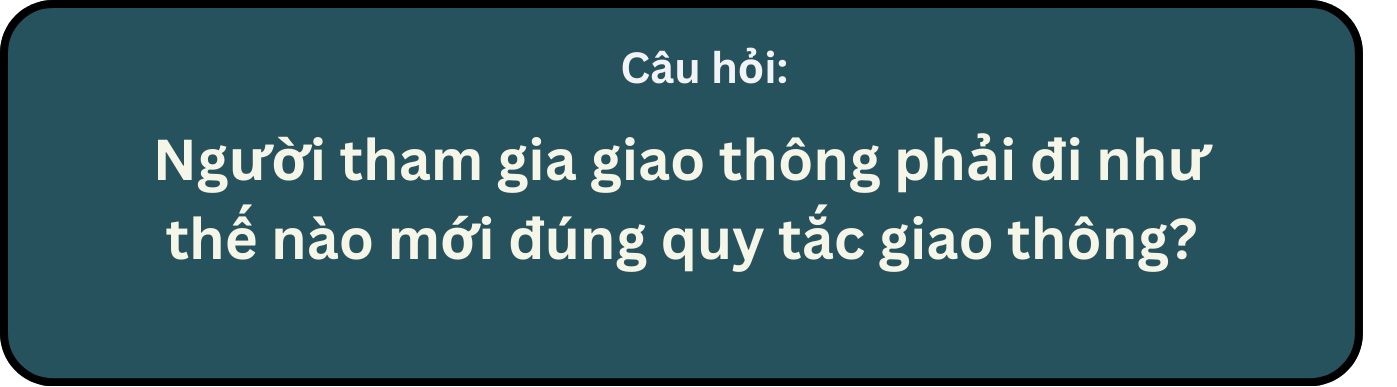 Câu hỏi:
Người tham gia giao thông phải đi như
thế nào mới đúng quy tắc giao thông?